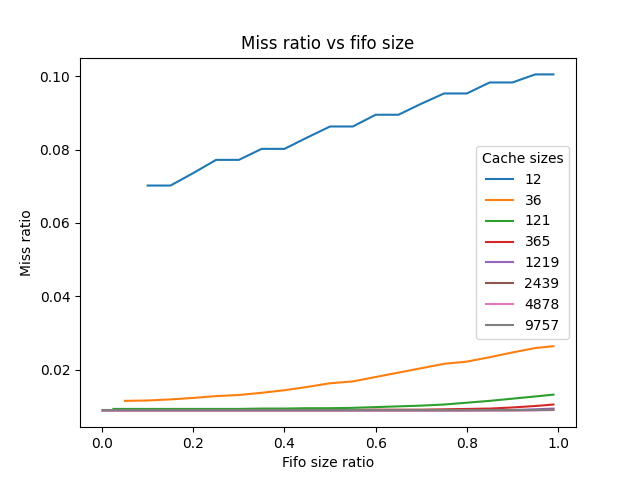 Miss ratio vs fifo size
0.10
0.08
0.06
0.04
0.02
Miss ratio
Cache sizes
12
36
121
365
1219
2439
4878
9757
0.0 0.2 0.4 0.6 0.8 1.0
Fifo size ratio